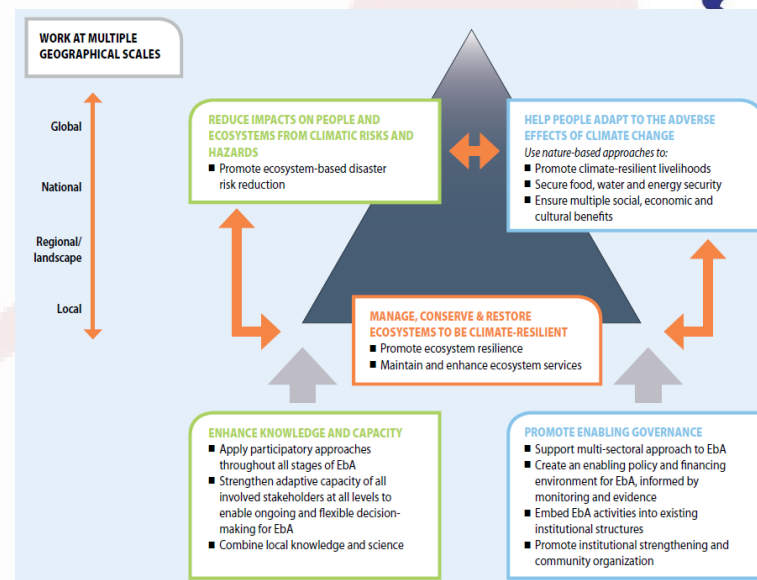 WORK AT MULTIPLE
GEOGRAPHICAL SCALES
Global
National
Regional/
landscape
Local
REDUCE IMPACTS ON PEOPLE AND
ECOSYSTEMS FROM CLIMATIC RISKS AND
HAZARDS
■ Promote ecosystem-based disaster
risk reduction
HELP PEOPLE ADAPT TO THE ADVERSE
EFFECTS OF CLIMATE CHANGE
Use nature-based approaches to:
■ Promote climate-resilient livelihoods
■ Secure food, water and energy security
■ Ensure multiple social, economic and
cultural benefits
MANAGE, CONSERVE & RESTORE
ECOSYSTEMS TO BE CLIMATE-RESILIENT
■ Promote ecosystem resilience
■ Maintain and enhance ecosystem services
ENHANCE KNOWLEDGE AND CAPACITY
■ Apply participatory approaches
throughout all stages of EbA
■ Strengthen adaptive capacity of all
involved stakeholders at all levels to
enable ongoing and flexible decision-
making for EbA
■ Combine local knowledge and science
PROMOTE ENABLING GOVERNANCE
■ Support multi-sectoral approach to EbA
■ Create an enabling policy and financing
environment for EbA, informed by
monitoring and evidence
■ Embed EbA activities into existing
institutional structures
■ Promote institutional strengthening and
community organization